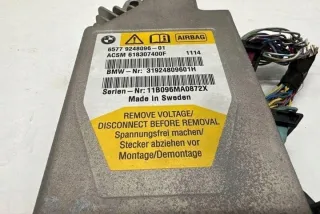 BMW
AIRBAG
6577 9248096-01
ACSM 618307400F 1114
BMW-Nr: 31924809601H
Serien-Nr: 11B096MA0872X
Made in Sweden
REMOVE VOLTAGE/
DISCONNECT BEFORE REMOVAL
Spannungsfrei machen/
Stecker abziehen vor
Montage/Demontage